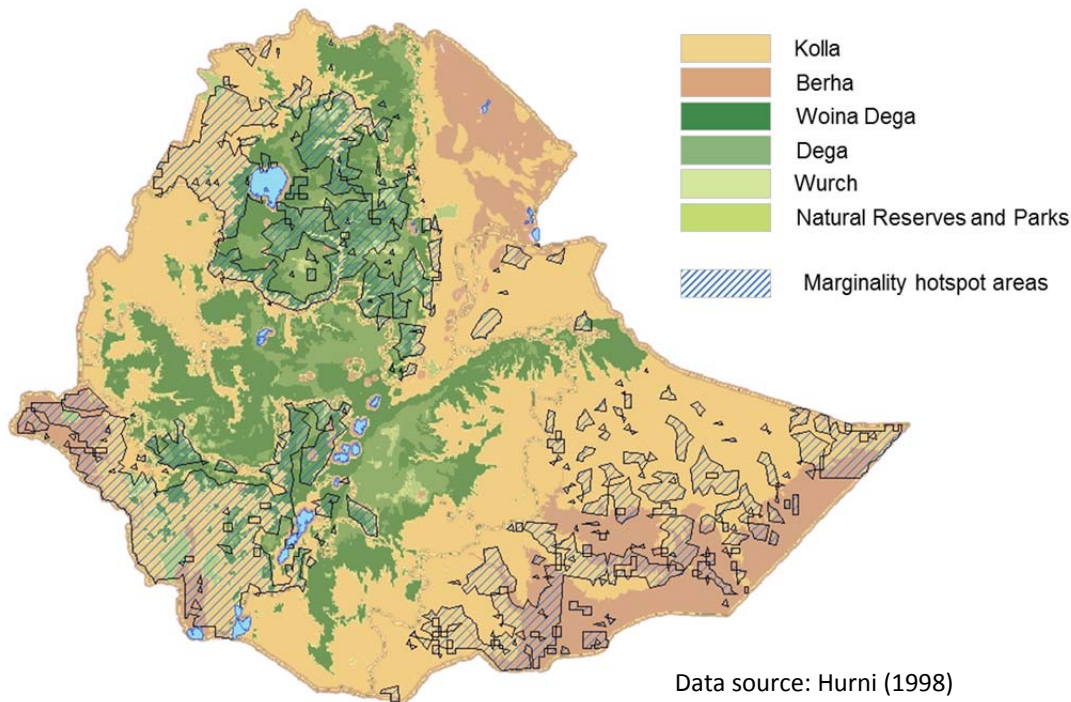 Kolla
Berha
Woina Dega
Dega
Wurch
Natural Reserves and Parks
Marginality hotspot areas
Data source: Hurni (1998)